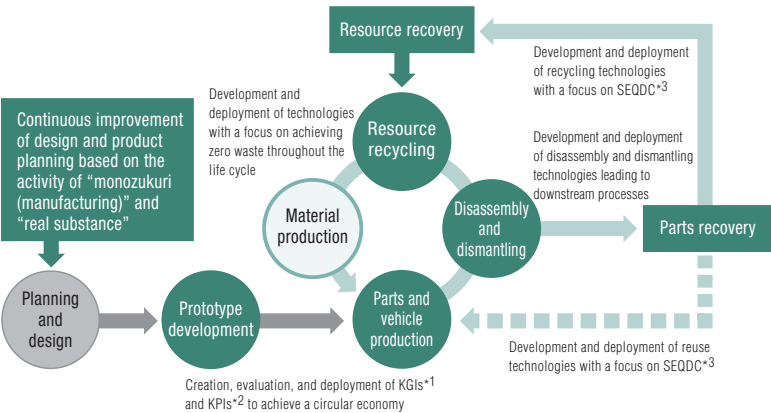 Resource recovery
Development and deployment
of recycling technologies
with a focus on SEQDC*3
Development and
deployment of technologies
with a focus on achieving
zero waste throughout the
life cycle
Continuous improvement
of design and product
planning based on the
activity of “monozukuri
(manufacturing)” and
“real substance”
Resource
recycling
Development and deployment
of disassembly and dismantling
technologies leading to
downstream processes
Material
production
Disassembly
and
dismantling
Parts recovery
Planning
and
design
Prototype
development
Parts and
vehicle
production
Development and deployment of reuse
technologies with a focus on SEQDC*3
Creation, evaluation, and deployment of KGIs*1
and KPIs*2 to achieve a circular economy